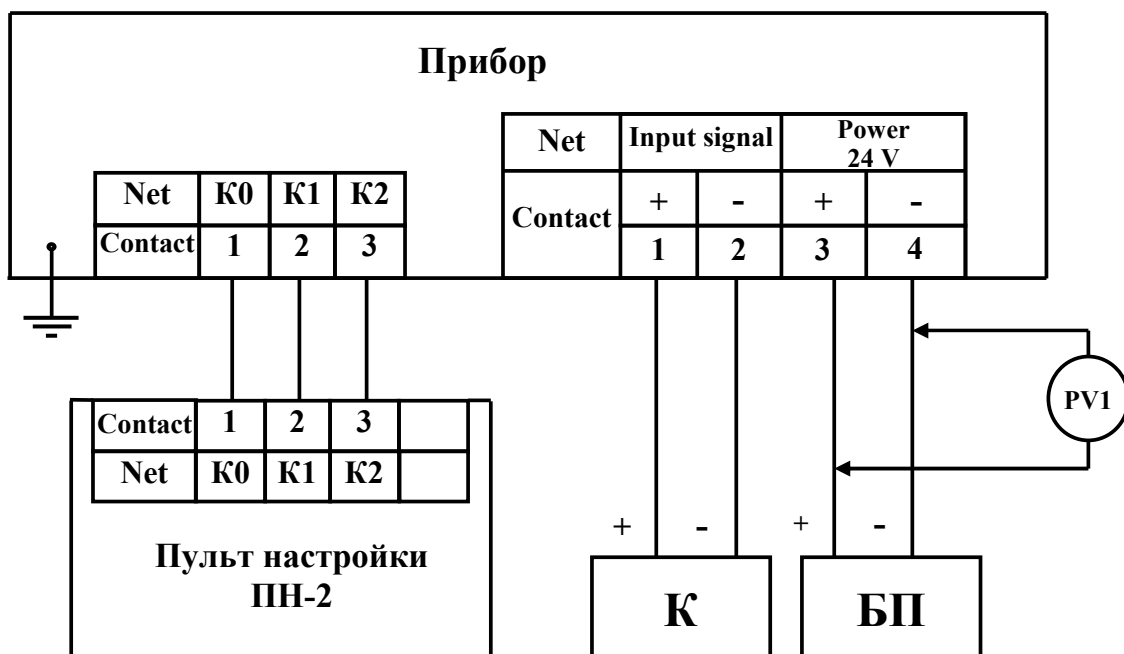 Прибор
Net Input signal Power
24 V
Contact + - + -
1 2 3 4
Net К0 К1 К2
Contact 1 2 3
Contact 1 2 3
Net К0 К1 К2
Пульт настройки
ПН-2
PV1
+ - + -
К БП